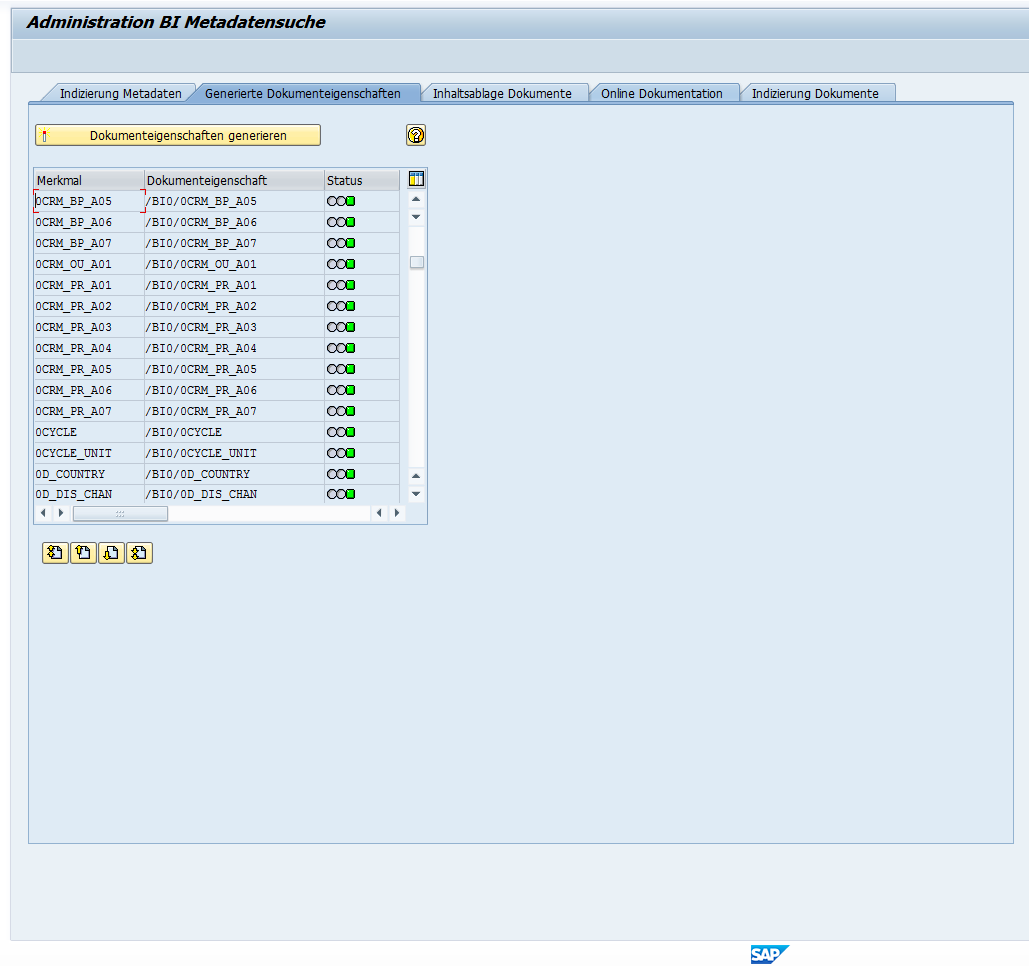 Administration BI Metadatensuche
Indizierung Metadaten Generierte Dokumenteigenschaften Inhaltsablage Dokumente Online Dokumentation Indizierung Dokumente
Dokumenteigenschaften generieren
Merkmal Dokumenteigenschaft Status
0CRM_BP_A05 /BI0/0CRM_BP_A05
0CRM_BP_A06 /BI0/0CRM_BP_A06
0CRM_BP_A07 /BI0/0CRM_BP_A07
0CRM_OU_A01 /BI0/0CRM_OU_A01
0CRM_PR_A01 /BI0/0CRM_PR_A01
0CRM_PR_A02 /BI0/0CRM_PR_A02
0CRM_PR_A03 /BI0/0CRM_PR_A03
0CRM_PR_A04 /BI0/0CRM_PR_A04
0CRM_PR_A05 /BI0/0CRM_PR_A05
0CRM_PR_A06 /BI0/0CRM_PR_A06
0CRM_PR_A07 /BI0/0CRM_PR_A07
0CYCLE /BI0/0CYCLE
0CYCLE_UNIT /BI0/0CYCLE_UNIT
0D_COUNTRY /BI0/0D_COUNTRY
0D_DIS_CHAN /BI0/0D_DIS_CHAN
SAP